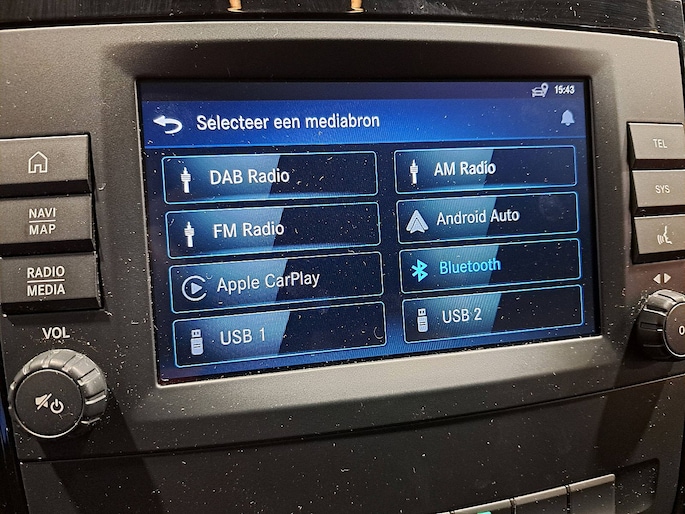 15:43
Selecteer een mediabron
DAB Radio
AM Radio
FM Radio
Android Auto
Apple CarPlay
Bluetooth
USB 1
USB 2
NAVI
MAP
RADIO
MEDIA
VOL
TEL
SYS